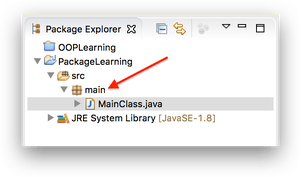 Package Explorer
OOPLearning
PackageLearning
src
main
MainClass.java
JRE System Library [JavaSE-1.8]